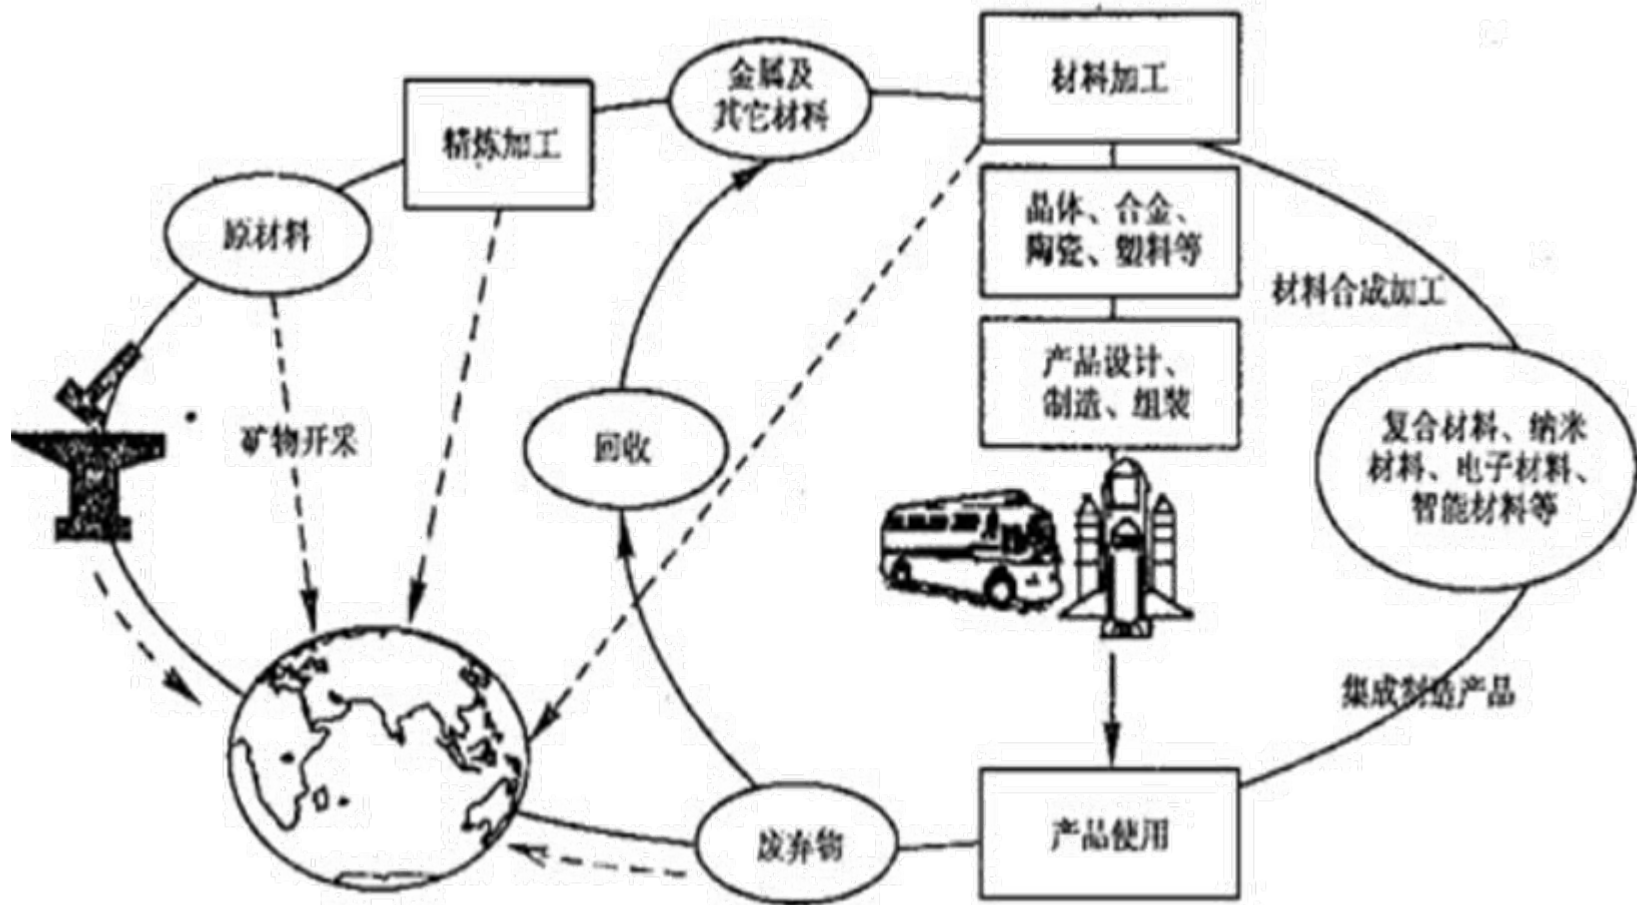 金属及
其它材料
材料加工
精炼加工
原材料
晶体、合金、
陶瓷、塑料等
材料合成加工
产品设计、
制造、组装
矿物开采
回收
复合材料、纳米
材料、电子材料、
智能材料等
集成制造产品
废弃物
产品使用